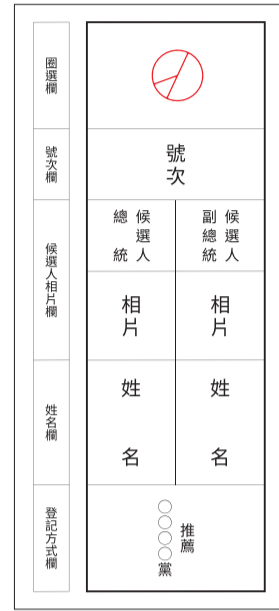 圈選欄
號次欄
號次
候選人相片欄
總統
候選人
副總統
候選人
相片
相片
姓名欄
姓名
姓名
登記方式欄
○○○○黨
推薦